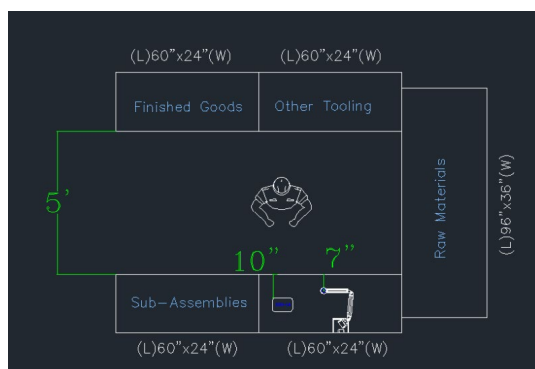 (L)60"x24"(W)
(L)60"x24"(W)
Finished Goods
Other Tooling
Raw Materials
(L)96"x36"(W)
5'
10"
7"
Sub-Assemblies
(L)60"x24"(W)
(L)60"x24"(W)